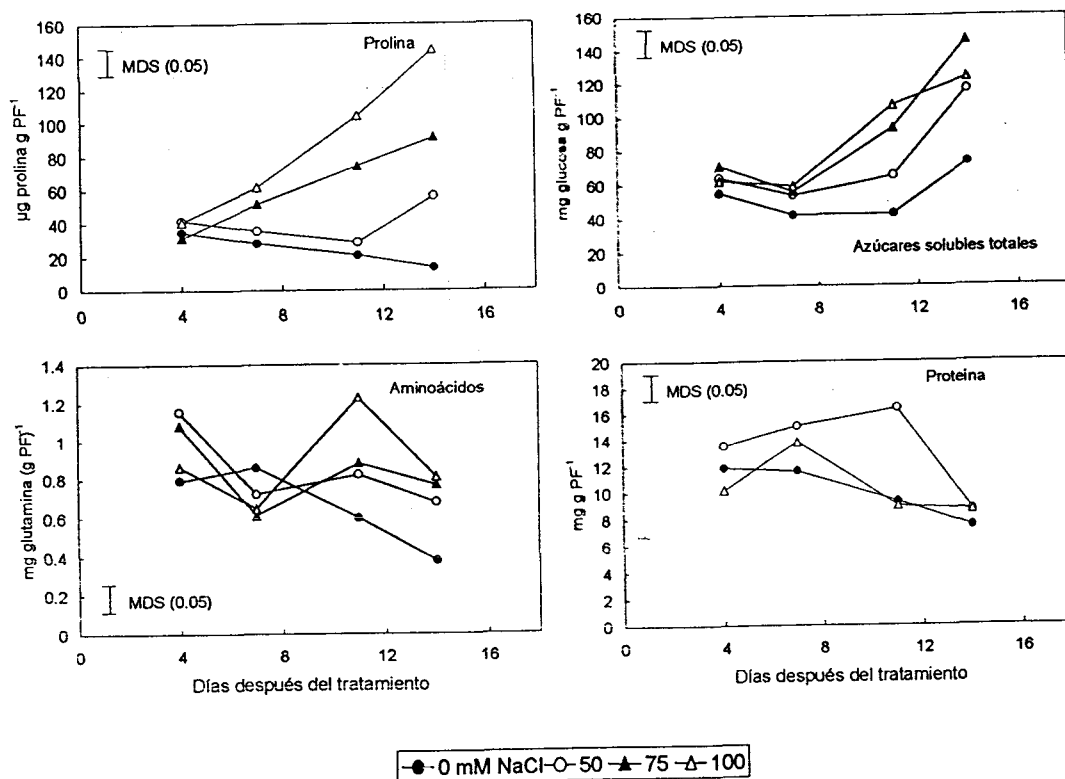 160
140
120
100
80
60
40
20
0
µg prolina g PF⁻¹
MDS (0.05)
Prolina
0 4 8 12 16
160
140
120
100
80
60
40
20
0
mg glucosa g PF⁻¹
MDS (0.05)
Azúcares solubles totales
0 4 8 12 16
1.4
1.2
1
0.8
0.6
0.4
0.2
0
mg glutamina (g PF)⁻¹
Aminoácidos
MDS (0.05)
0 4 8 12 16
Días después del tratamiento
20
18
16
14
12
10
8
6
4
2
0
mg g PF⁻¹
MDS (0.05)
Proteina
0 4 8 12 16
Días después del tratamiento
0 mM NaCl 50 75 100